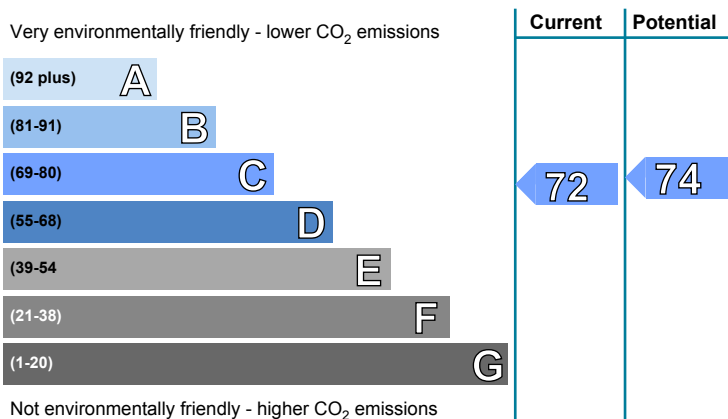 Current Potential
Very environmentally friendly - lower CO2 emissions
(92 plus) A
(81-91) B
(69-80) C
72 74
(55-68) D
(39-54 E
(21-38) F
(1-20) G
Not environmentally friendly - higher CO2 emissions